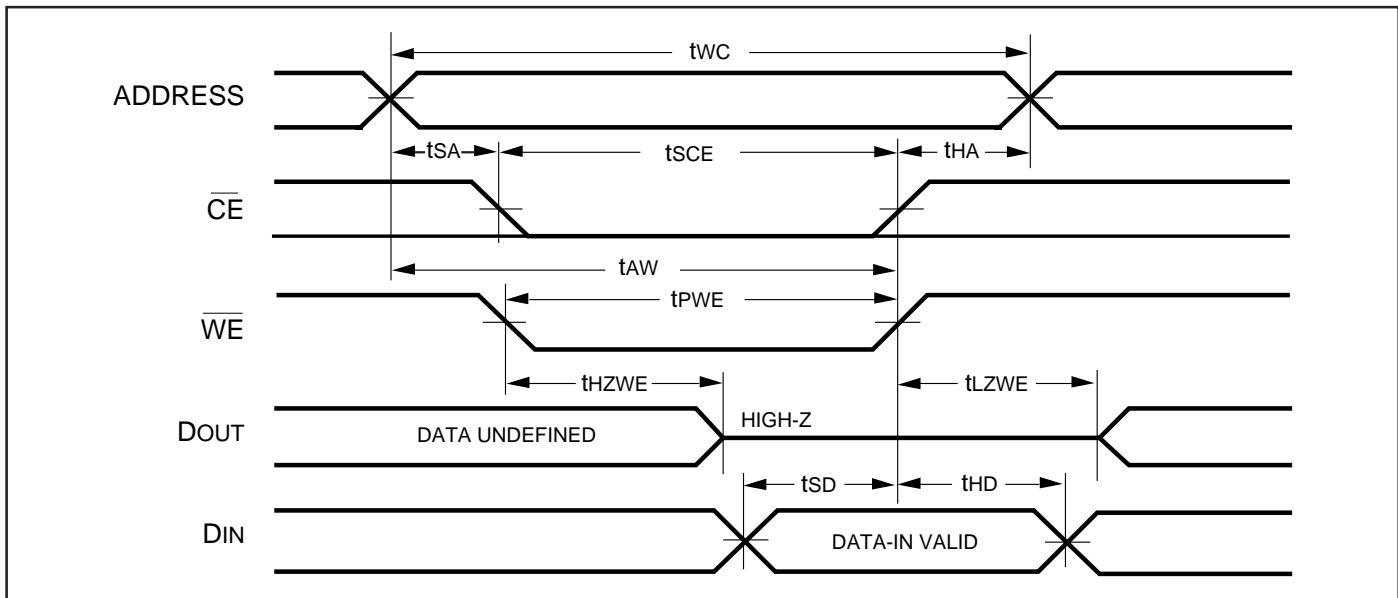 tWC
ADDRESS
tSA
tSCE
tHA
CE
tAW
tPWE
WE
tHZWE
tLZWE
DOUT
DATA UNDEFINED
HIGH-Z
tSD
tHD
DIN
DATA-IN VALID